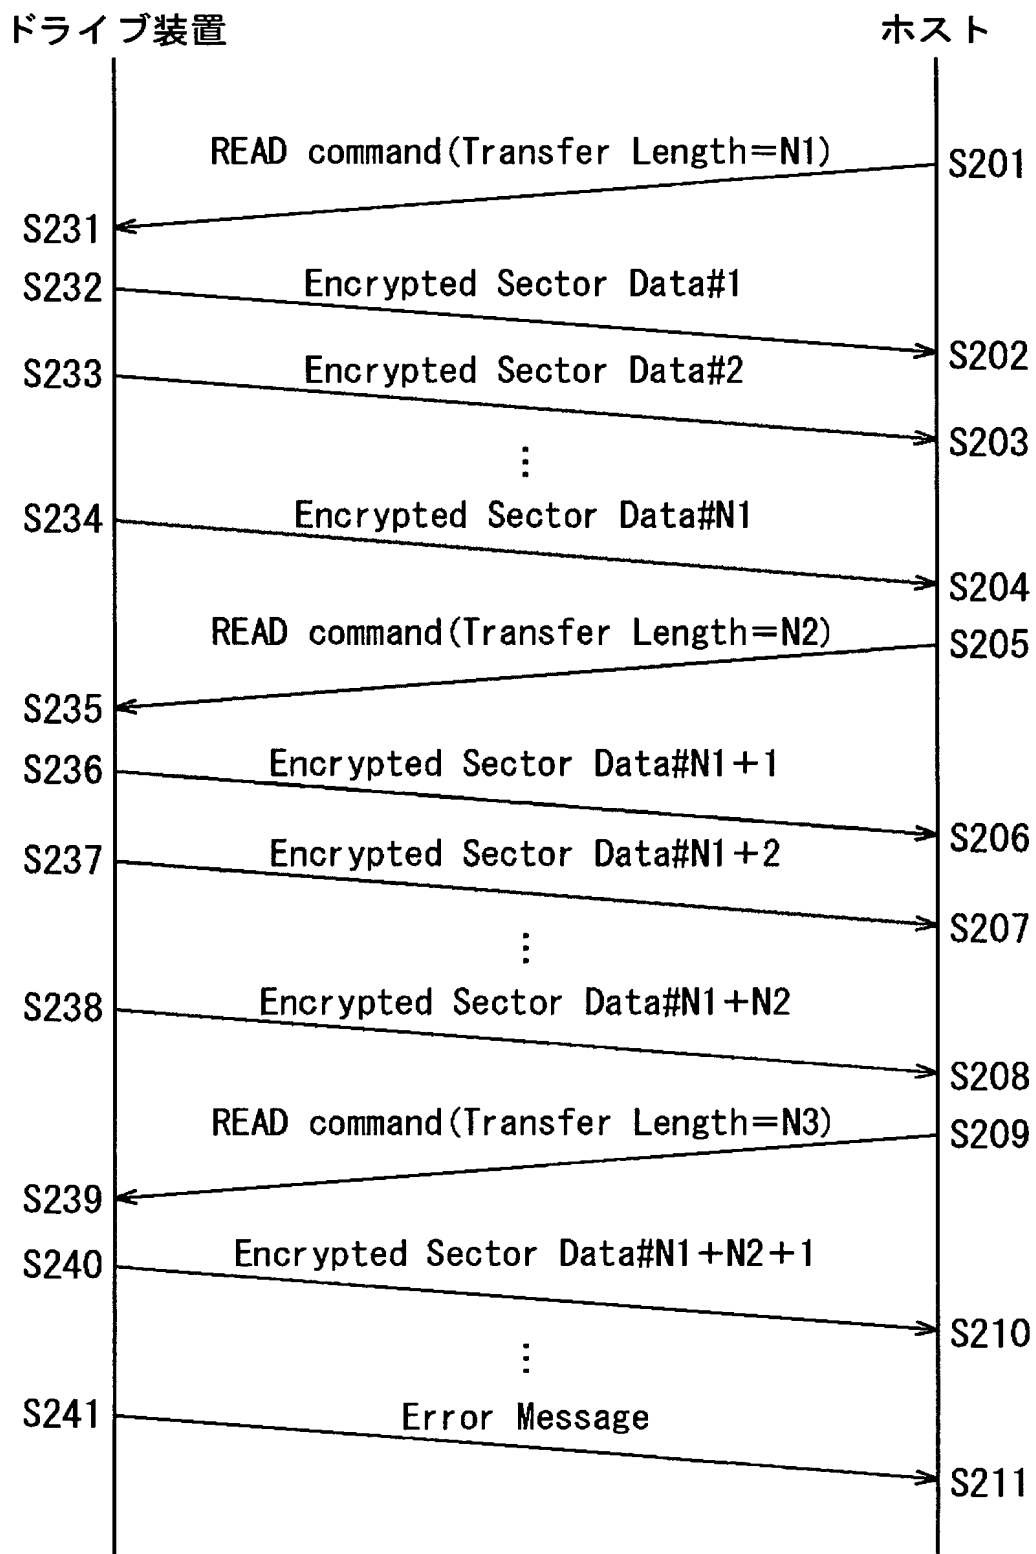 ドライブ装置 ホスト
READ command(Transfer Length=N1)
S201
S231
S232
Encrypted Sector Data#1
S202
S233
Encrypted Sector Data#2
S203
⋮
S234
Encrypted Sector Data#N1
S204
READ command(Transfer Length=N2)
S205
S235
S236
Encrypted Sector Data#N1+1
S206
S237
Encrypted Sector Data#N1+2
S207
⋮
S238
Encrypted Sector Data#N1+N2
S208
READ command(Transfer Length=N3)
S209
S239
S240
Encrypted Sector Data#N1+N2+1
S210
⋮
S241
Error Message
S211